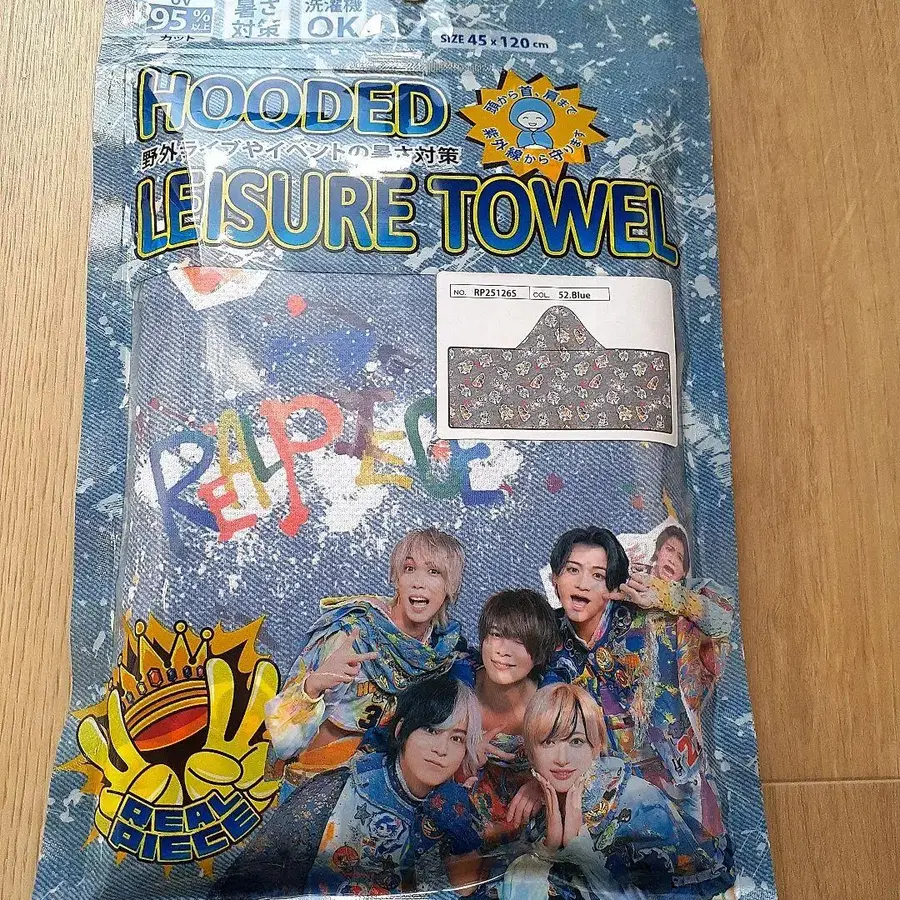 UV
95%以上
カット
暑さ
対策
洗濯機
OK
SIZE 45 x 120 cm
HOODED
頭から首、肩まで
紫外線から守ります
野外ライブやイベントの暑さ対策
LEISURE TOWEL
NO. RP25126S COL. 52.Blue
REALPIECE
REAL
PIECE